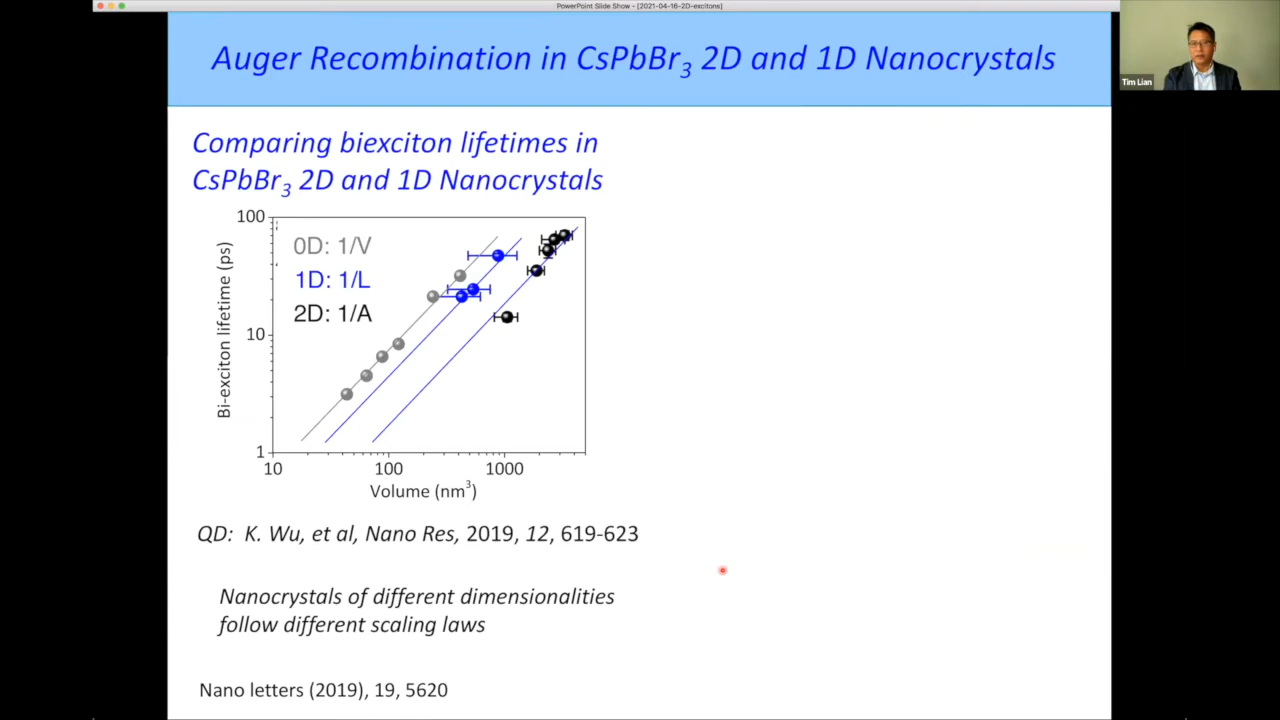 PowerPoint Slide Show - [2021-04-16-2D-excitons]
Auger Recombination in CsPbBr3 2D and 1D Nanocrystals
Tim Lian
Comparing biexciton lifetimes in
CsPbBr3 2D and 1D Nanocrystals
100
10
1
Bi-exciton lifetime (ps)
0D: 1/V
1D: 1/L
2D: 1/A
10 100 1000
Volume (nm3)
QD: K. Wu, et al, Nano Res, 2019, 12, 619-623
Nanocrystals of different dimensionalities
follow different scaling laws
Nano letters (2019), 19, 5620